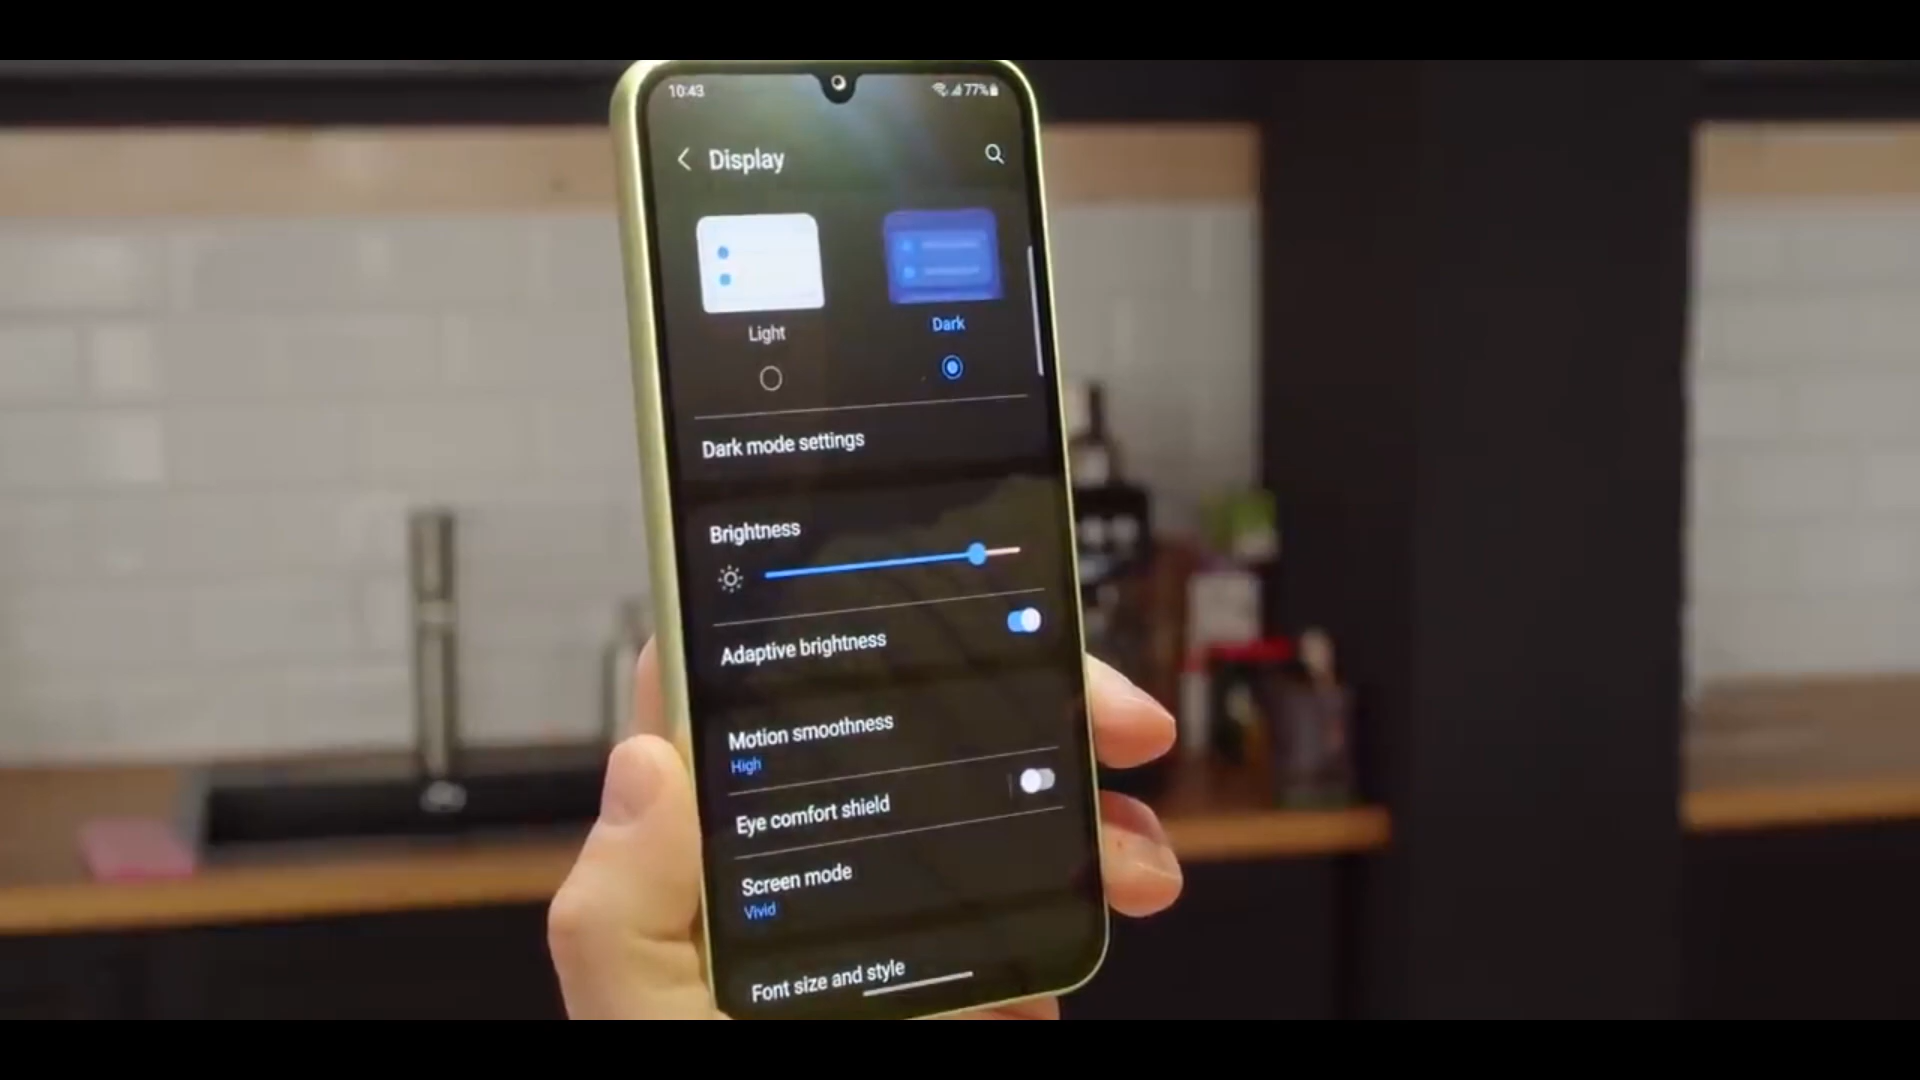 10:43 77%
Display
Light Dark
Dark mode settings
Brightness
Adaptive brightness
Motion smoothness
High
Eye comfort shield
Screen mode
Vivid
Font size and style